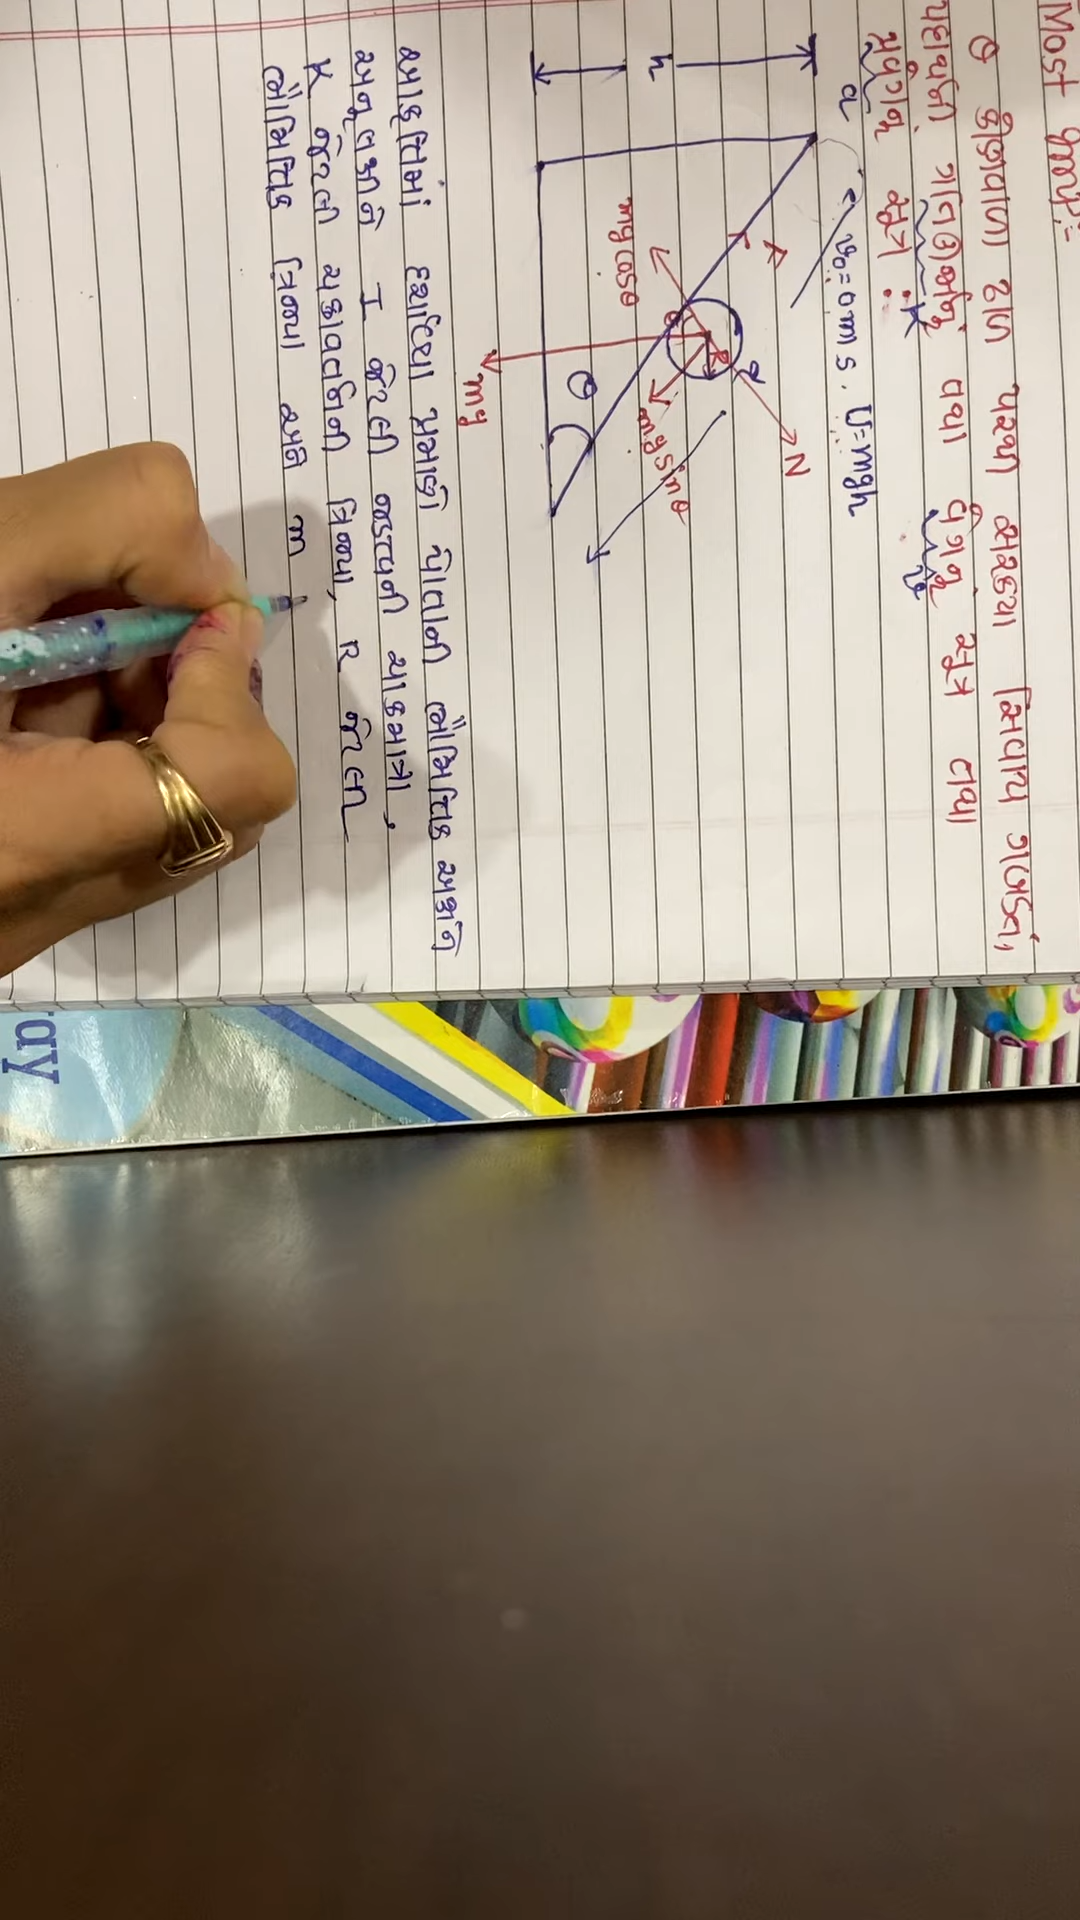 Most Imp:-
θ કોણવાળા ઢાળ પરથી સરક્યા સિવાય ગબડતાં,
પદાર્થની ગતિઊર્જાનું તથા વેગનું સૂત્ર તથા
K
v
પ્રવેગનું સૂત્ર :
a
v₀=0 m s. U=mgh
N
F
R
h
θ
mg sinθ
mg cosθ
θ
mg
આકૃતિમાં દર્શાવ્યા પ્રમાણે પોતાની ભૌમિતિક અક્ષને
અનુલક્ષીને I જેટલી જડત્વની ચાકમાત્રા,
K જેટલી ચક્રાવર્તનની ત્રિજ્યા, R જેટલી
ભૌમિતિક ત્રિજ્યા અને m
ay